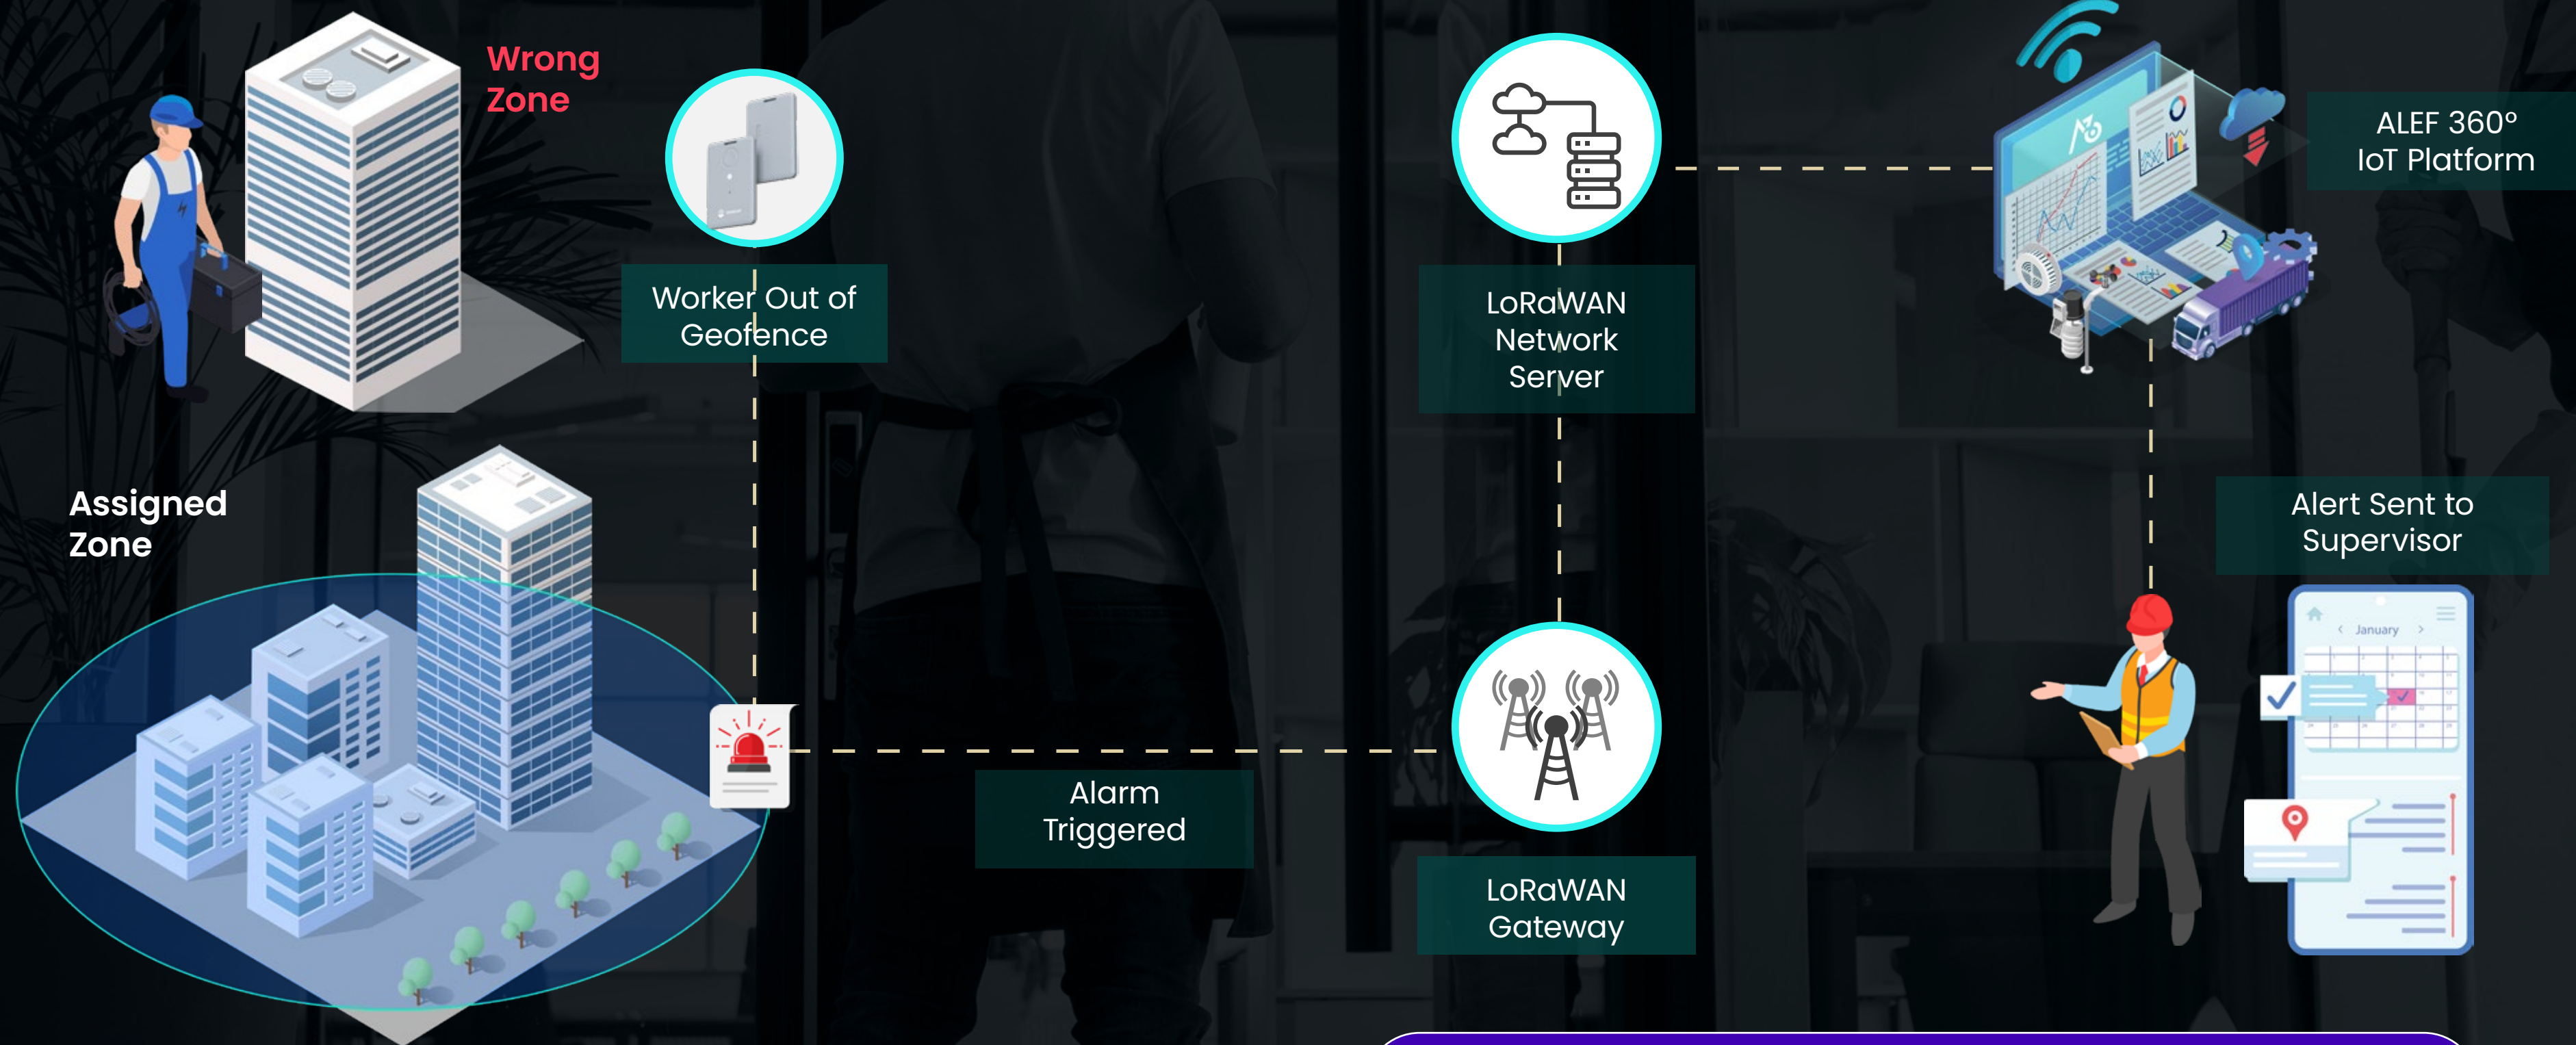 Wrong
Zone
Worker Out of
Geofence
LoRaWAN
Network
Server
ALEF 360°
IoT Platform
Assigned
Zone
Alarm
Triggered
LoRaWAN
Gateway
Alert Sent to
Supervisor
January